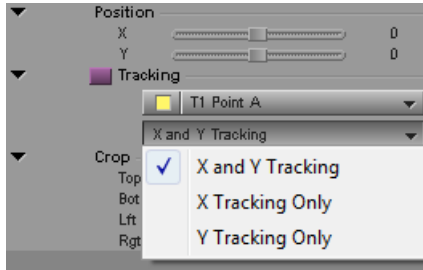 Position
X 0
Y 0
Tracking
T1 Point A
X and Y Tracking
Crop
X and Y Tracking
Top
X Tracking Only
Bot
Lft
Y Tracking Only
Rgt